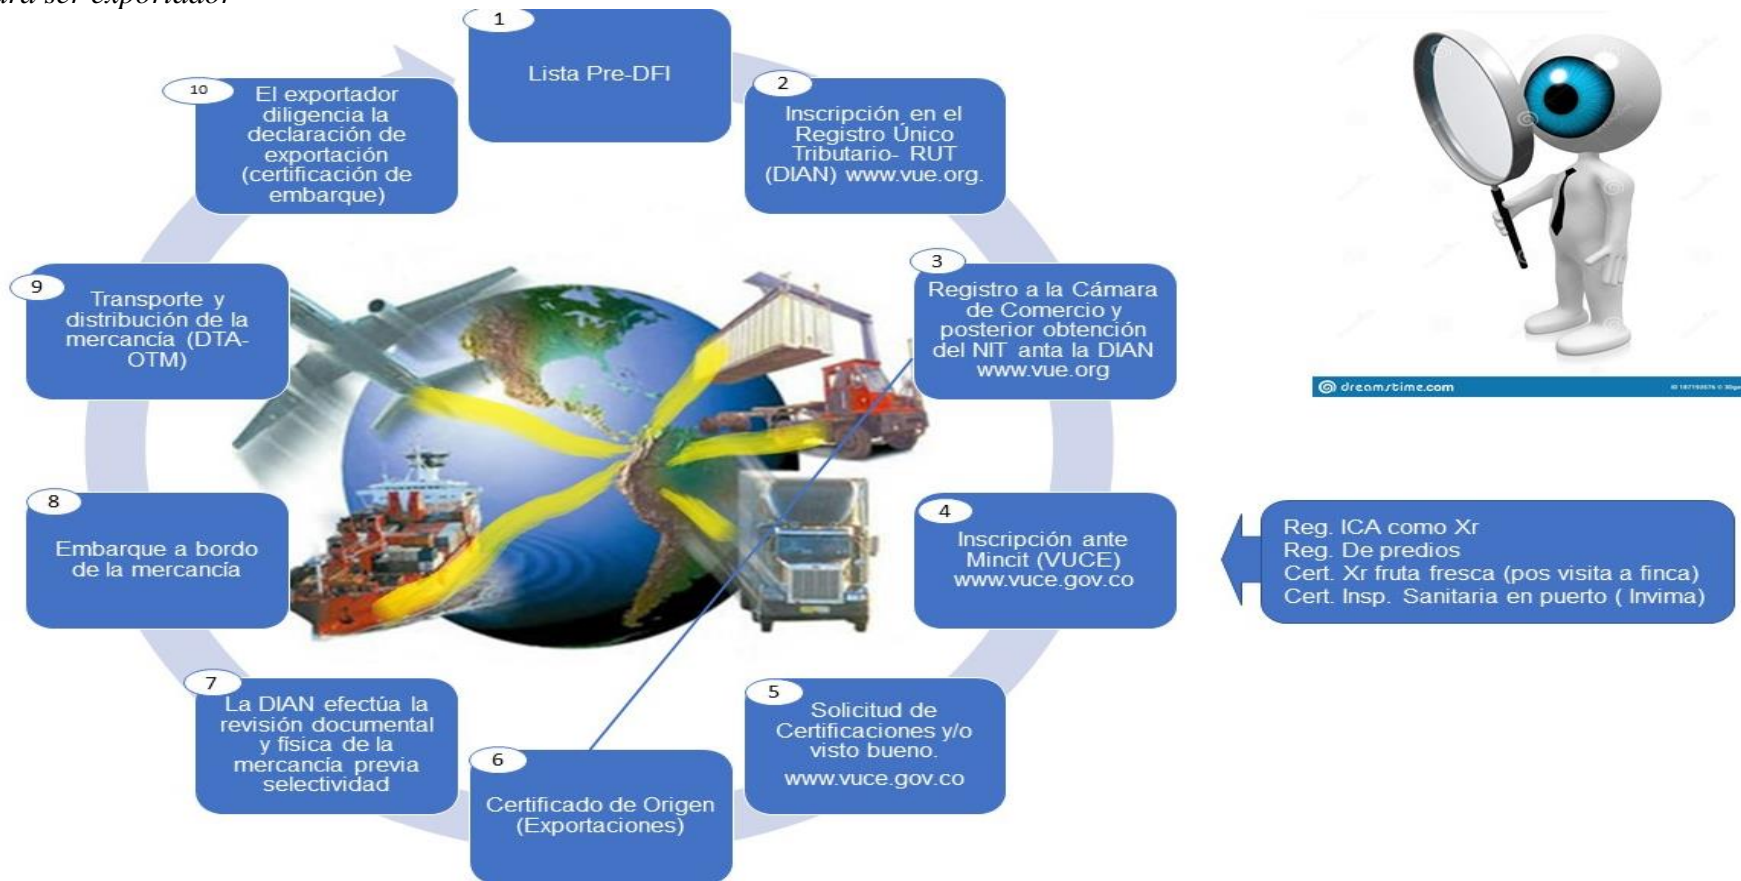 ser exportador
1
Lista Pre-DFI
2
Inscripción en el
Registro Único
Tributario- RUT
(DIAN) www.vue.org.
3
Registro a la Cámara
de Comercio y
posterior obtención
del NIT anta la DIAN
www.vue.org
4
Inscripción ante
Mincit (VUCE)
www.vuce.gov.co
Reg. ICA como Xr
Reg. De predios
Cert. Xr fruta fresca (pos visita a finca)
Cert. Insp. Sanitaria en puerto ( Invima)
5
Solicitud de
Certificaciones y/o
visto bueno.
www.vuce.gov.co
6
Certificado de Origen
(Exportaciones)
7
La DIAN efectúa la
revisión documental
y física de la
mercancía previa
selectividad
8
Embarque a bordo
de la mercancía
9
Transporte y
distribución de la
mercancía (DTA-
OTM)
10
El exportador
diligencia la
declaración de
exportación
(certificación de
embarque)
dreamstime.com